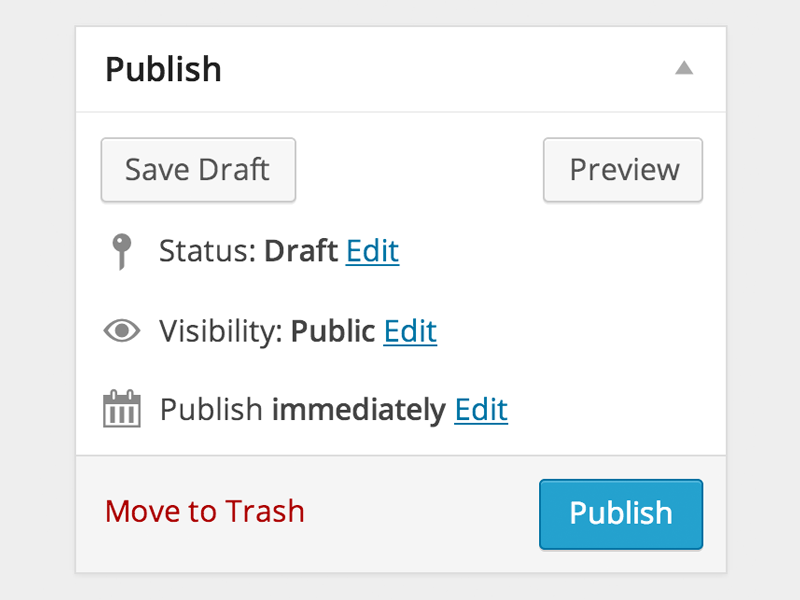 Publish
Save Draft
Preview
Status: Draft Edit
Visibility: Public Edit
Publish immediately Edit
Move to Trash
Publish